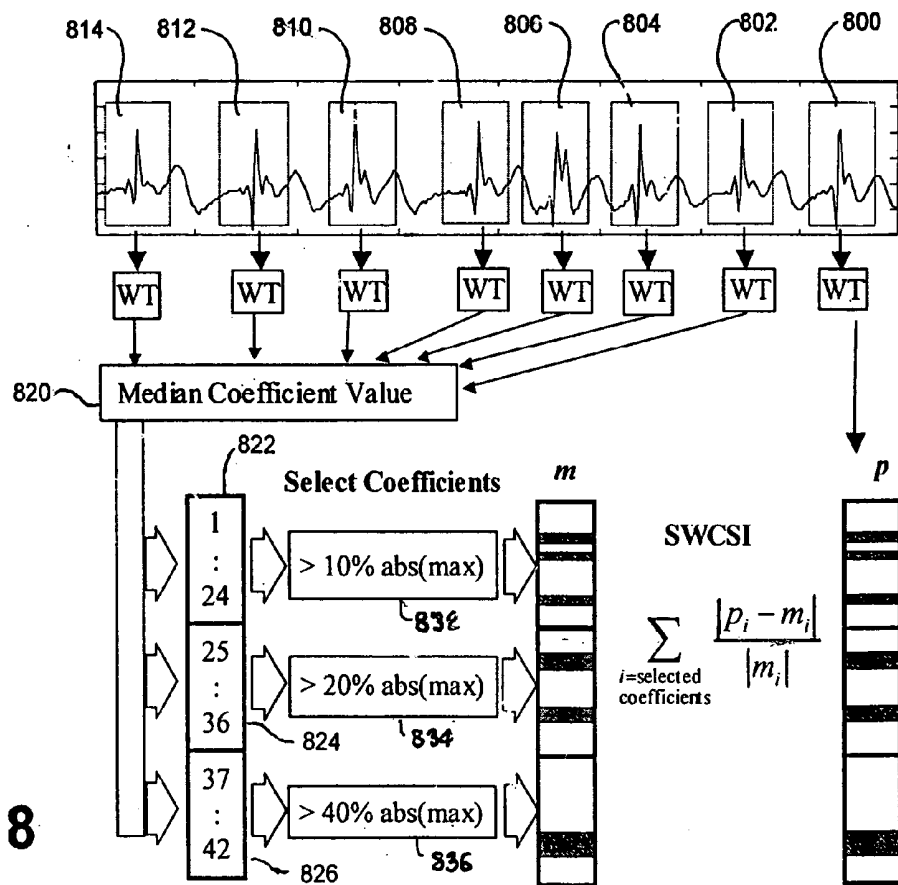 814 812 810 808 806 804 802 800
WT WT WT WT WT WT WT WT
820 Median Coefficient Value
822 Select Coefficients m p
1
:
24
> 10% abs(max)
832
SWCSI
∑ |p_i − m_i| / |m_i|
i=selected
coefficients
25
:
36
> 20% abs(max)
824
834
37
:
42
> 40% abs(max)
826
836
8